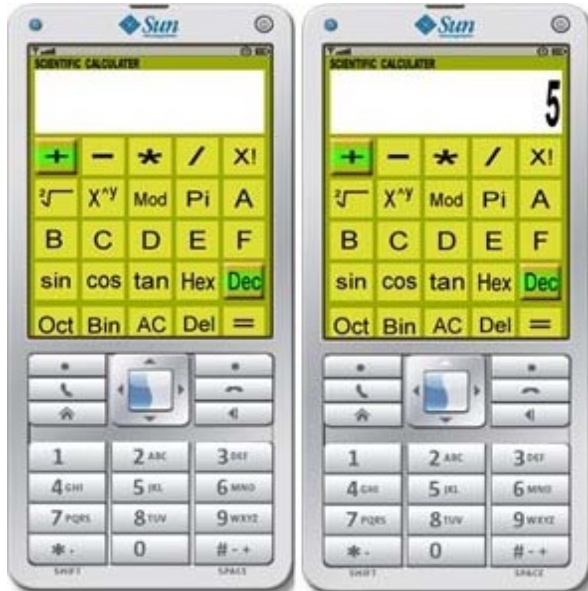 Sun
SCIENTIFIC CALCULATER
+ − * / X!
2√ X^y Mod Pi A
B C D E F
sin cos tan Hex Dec
Oct Bin AC Del =
1 2 ABC 3 DEF
4 GHI 5 JKL 6 MNO
7 PQRS 8 TUV 9 WXYZ
* . 0 # - +
SHIFT SPACE
Sun
SCIENTIFIC CALCULATER
5
+ − * / X!
2√ X^y Mod Pi A
B C D E F
sin cos tan Hex Dec
Oct Bin AC Del =
1 2 ABC 3 DEF
4 GHI 5 JKL 6 MNO
7 PQRS 8 TUV 9 WXYZ
* . 0 # - +
SHIFT SPACE